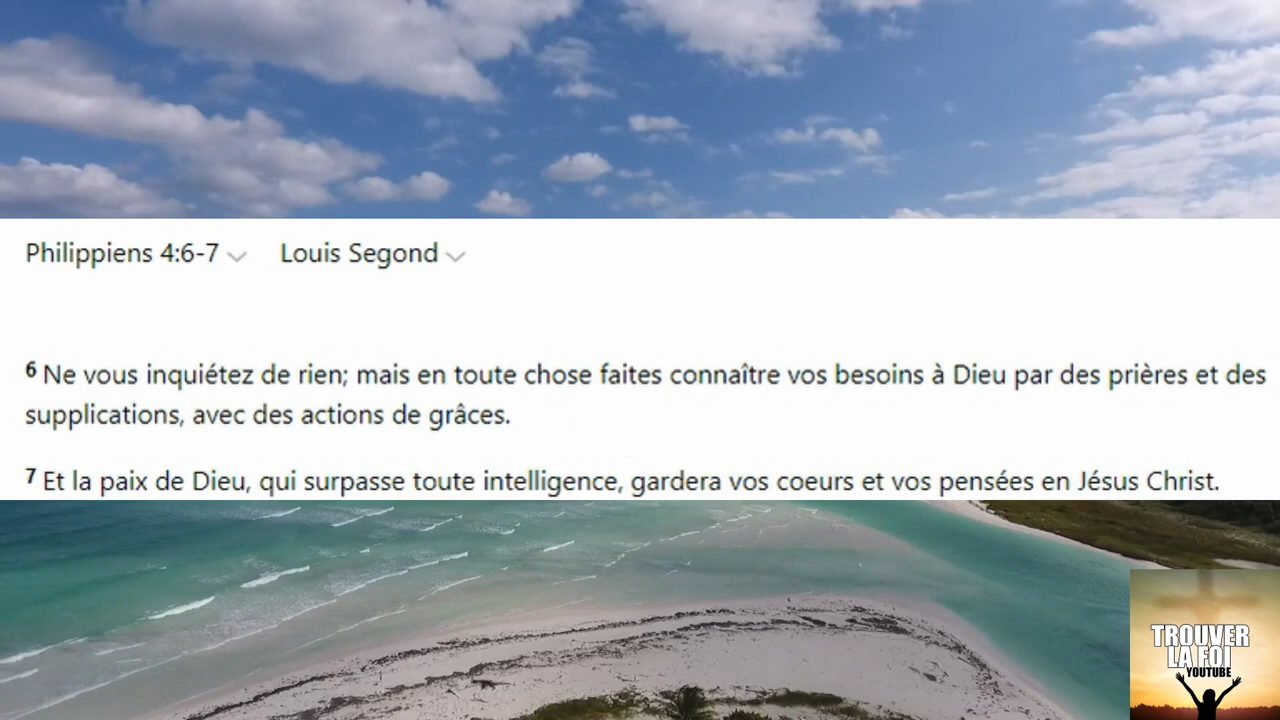 Philippiens 4:6-7 Louis Segond
6 Ne vous inquiétez de rien; mais en toute chose faites connaître vos besoins à Dieu par des prières et des
supplications, avec des actions de grâces.
7 Et la paix de Dieu, qui surpasse toute intelligence, gardera vos coeurs et vos pensées en Jésus Christ.
TROUVER
LA FOI
YOUTUBE